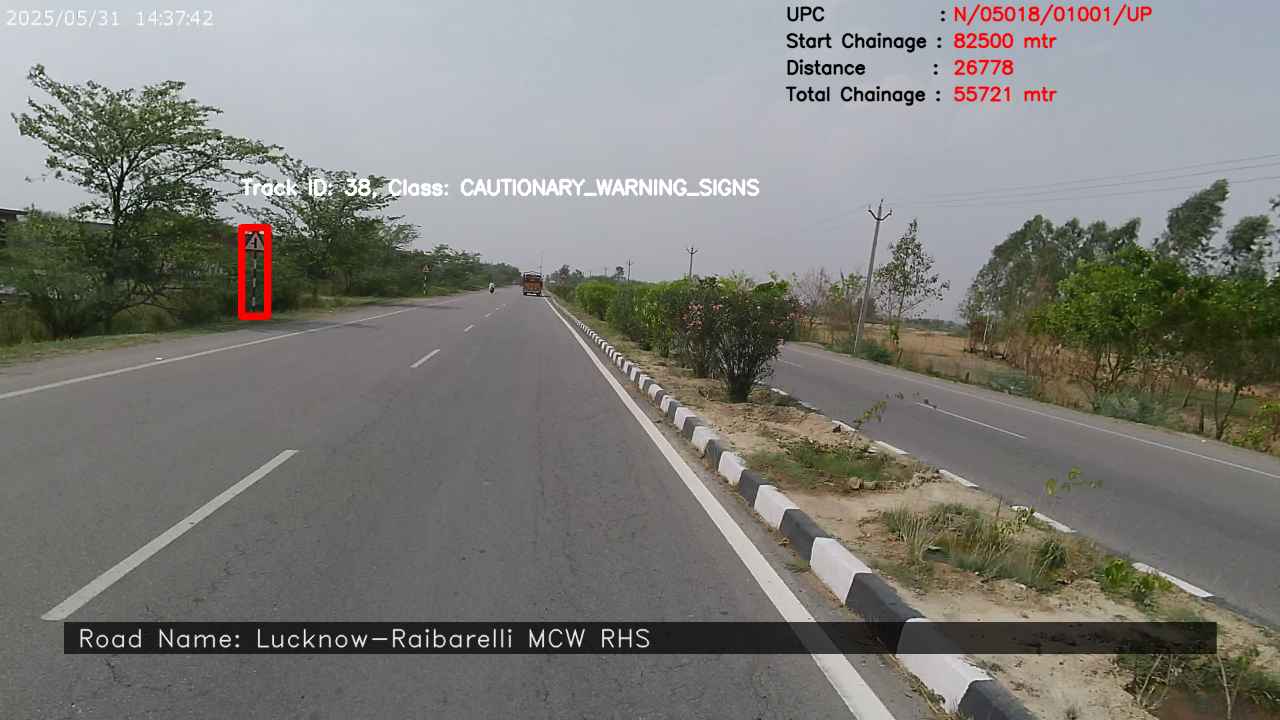 2025/05/31 14:37:42
UPC : N/05018/01001/UP
Start Chainage : 82500 mtr
Distance : 26778
Total Chainage : 55721 mtr
Track ID: 38, Class: CAUTIONARY_WARNING_SIGNS
Road Name: Lucknow-Raibarelli MCW RHS